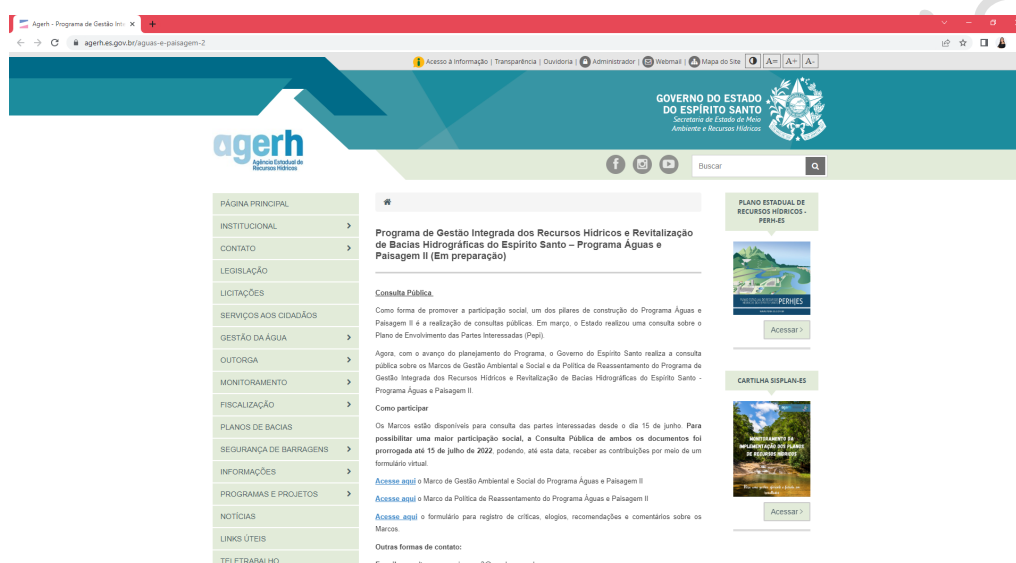 Agerh - Programa de Gestão Inte
agerh.es.gov.br/aguas-e-paisagem-2
Acesso à Informação | Transparência | Ouvidoria | Administrador | Webmail | Mapa do Site A= A+ A-
GOVERNO DO ESTADO
DO ESPÍRITO SANTO
Secretaria de Estado de Meio
Ambiente e Recursos Hídricos
agerh
Agência Estadual de
Recursos Hídricos
Buscar
PÁGINA PRINCIPAL
INSTITUCIONAL
CONTATO
LEGISLAÇÃO
LICITAÇÕES
SERVIÇOS AOS CIDADÃOS
GESTÃO DA ÁGUA
OUTORGA
MONITORAMENTO
FISCALIZAÇÃO
PLANOS DE BACIAS
SEGURANÇA DE BARRAGENS
INFORMAÇÕES
PROGRAMAS E PROJETOS
NOTÍCIAS
LINKS ÚTEIS
TELETRABALHO
Programa de Gestão Integrada dos Recursos Hídricos e Revitalização
de Bacias Hidrográficas do Espírito Santo – Programa Águas e
Paisagem II (Em preparação)
Consulta Pública
Como forma de promover a participação social, um dos pilares de construção do Programa Águas e
Paisagem II é a realização de consultas públicas. Em março, o Estado realizou uma consulta sobre o
Plano de Envolvimento das Partes Interessadas (Pepi).
Agora, com o avanço do planejamento do Programa, o Governo do Espírito Santo realiza a consulta
pública sobre os Marcos de Gestão Ambiental e Social e da Política de Reassentamento do Programa de
Gestão Integrada dos Recursos Hídricos e Revitalização de Bacias Hidrográficas do Espírito Santo -
Programa Águas e Paisagem II.
Como participar
Os Marcos estão disponíveis para consulta das partes interessadas desde o dia 15 de junho. Para
possibilitar uma maior participação social, a Consulta Pública de ambos os documentos foi
prorrogada até 15 de julho de 2022, podendo, até esta data, receber as contribuições por meio de um
formulário virtual.
Acesse aqui o Marco de Gestão Ambiental e Social do Programa Águas e Paisagem II
Acesse aqui o Marco da Política de Reassentamento do Programa Águas e Paisagem II
Acesse aqui o formulário para registro de críticas, elogios, recomendações e comentários sobre os
Marcos.
Outras formas de contato:
PLANO ESTADUAL DE
RECURSOS HÍDRICOS -
PERH-ES
PERH|ES
Acessar >
CARTILHA SISPLAN-ES
MONITORAMENTO DA
IMPLEMENTAÇÃO DOS PLANOS
DE RECURSOS HÍDRICOS
Acessar >